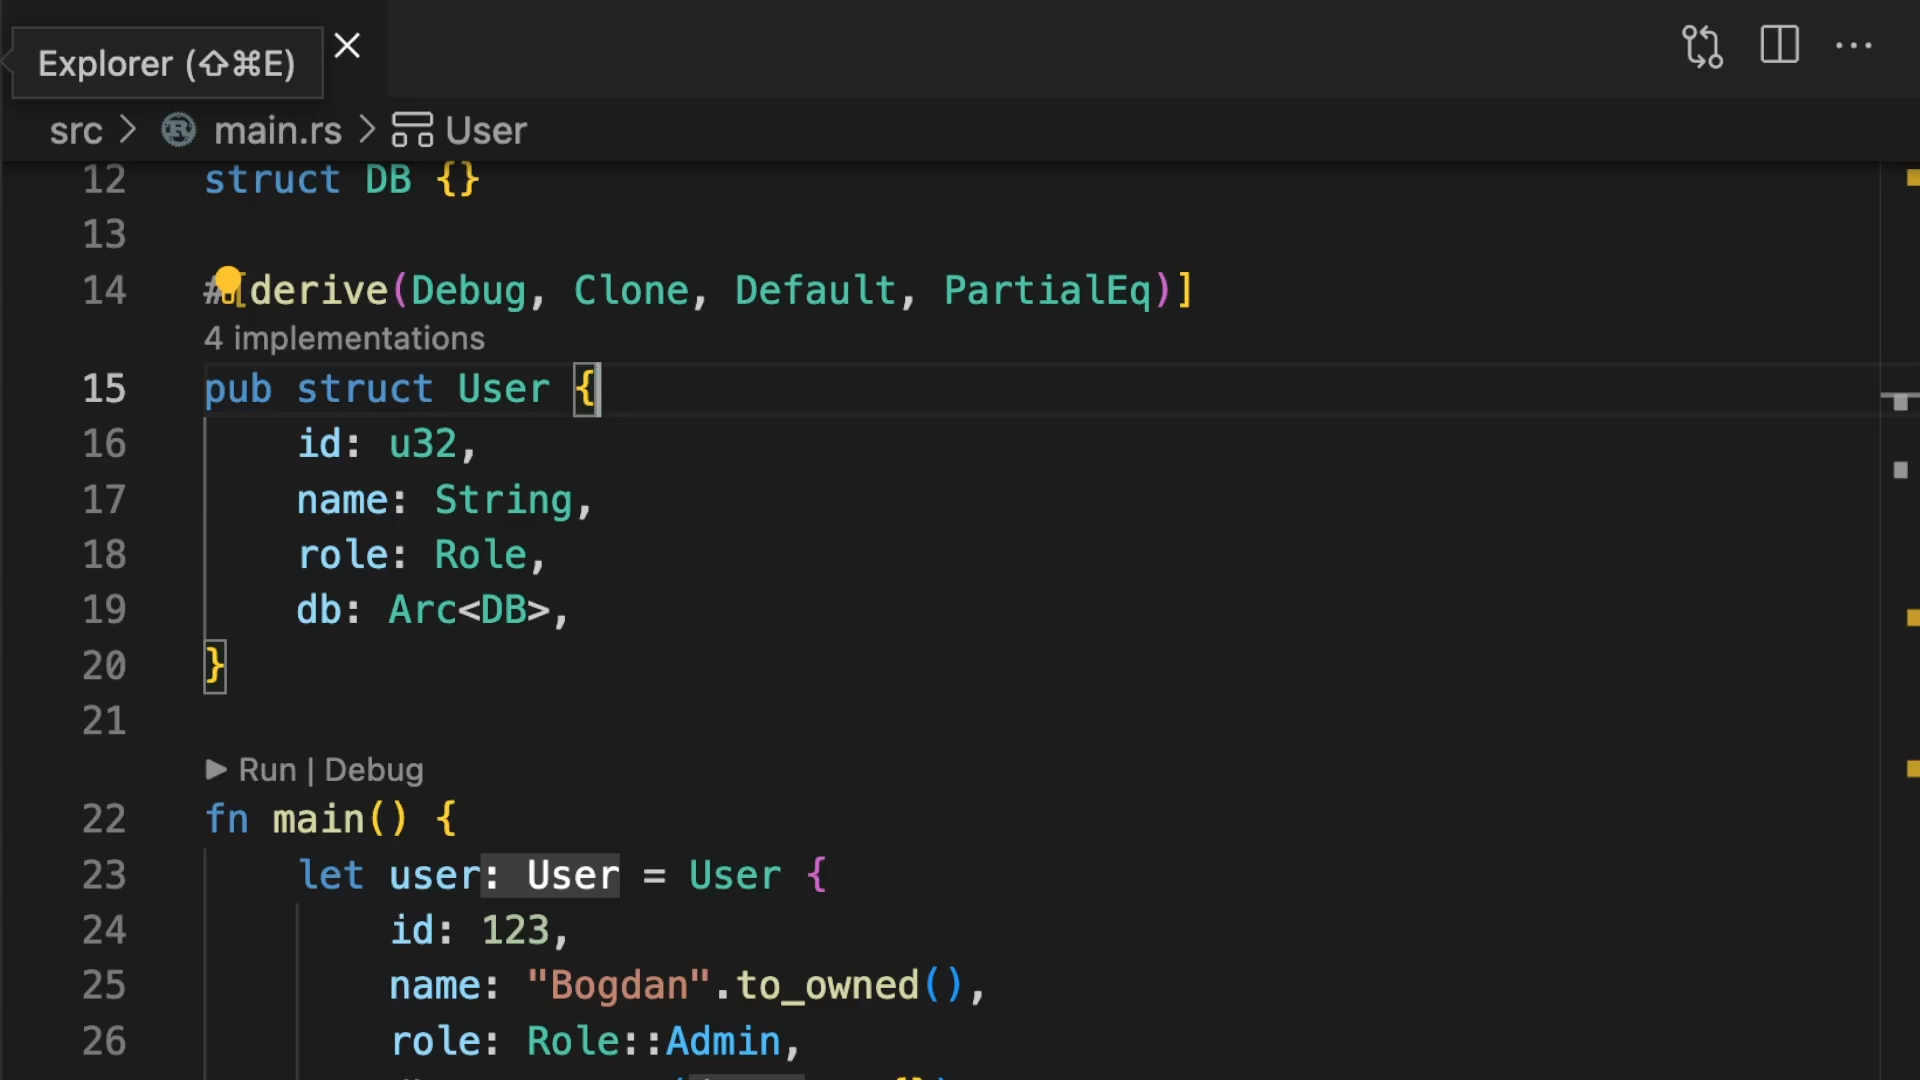 Explorer (⇧⌘E)
src > main.rs > User
12 struct DB {}
13
14 #[derive(Debug, Clone, Default, PartialEq)]
4 implementations
15 pub struct User {
16 id: u32,
17 name: String,
18 role: Role,
19 db: Arc<DB>,
20 }
21
Run | Debug
22 fn main() {
23 let user: User = User {
24 id: 123,
25 name: "Bogdan".to_owned(),
26 role: Role::Admin,